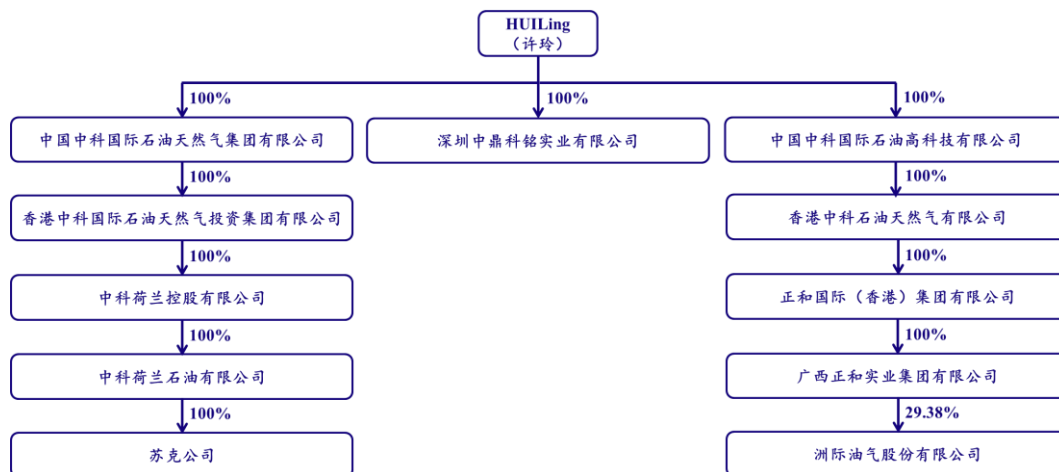 HUILing
（许玲）
100%
100%
100%
中国中科国际石油天然气集团有限公司
深圳中鼎科铭实业有限公司
中国中科国际石油高科技有限公司
100%
100%
香港中科国际石油天然气投资集团有限公司
香港中科石油天然气有限公司
100%
100%
中科荷兰控股有限公司
正和国际（香港）集团有限公司
100%
100%
中科荷兰石油有限公司
广西正和实业集团有限公司
100%
29.38%
苏克公司
洲际油气股份有限公司